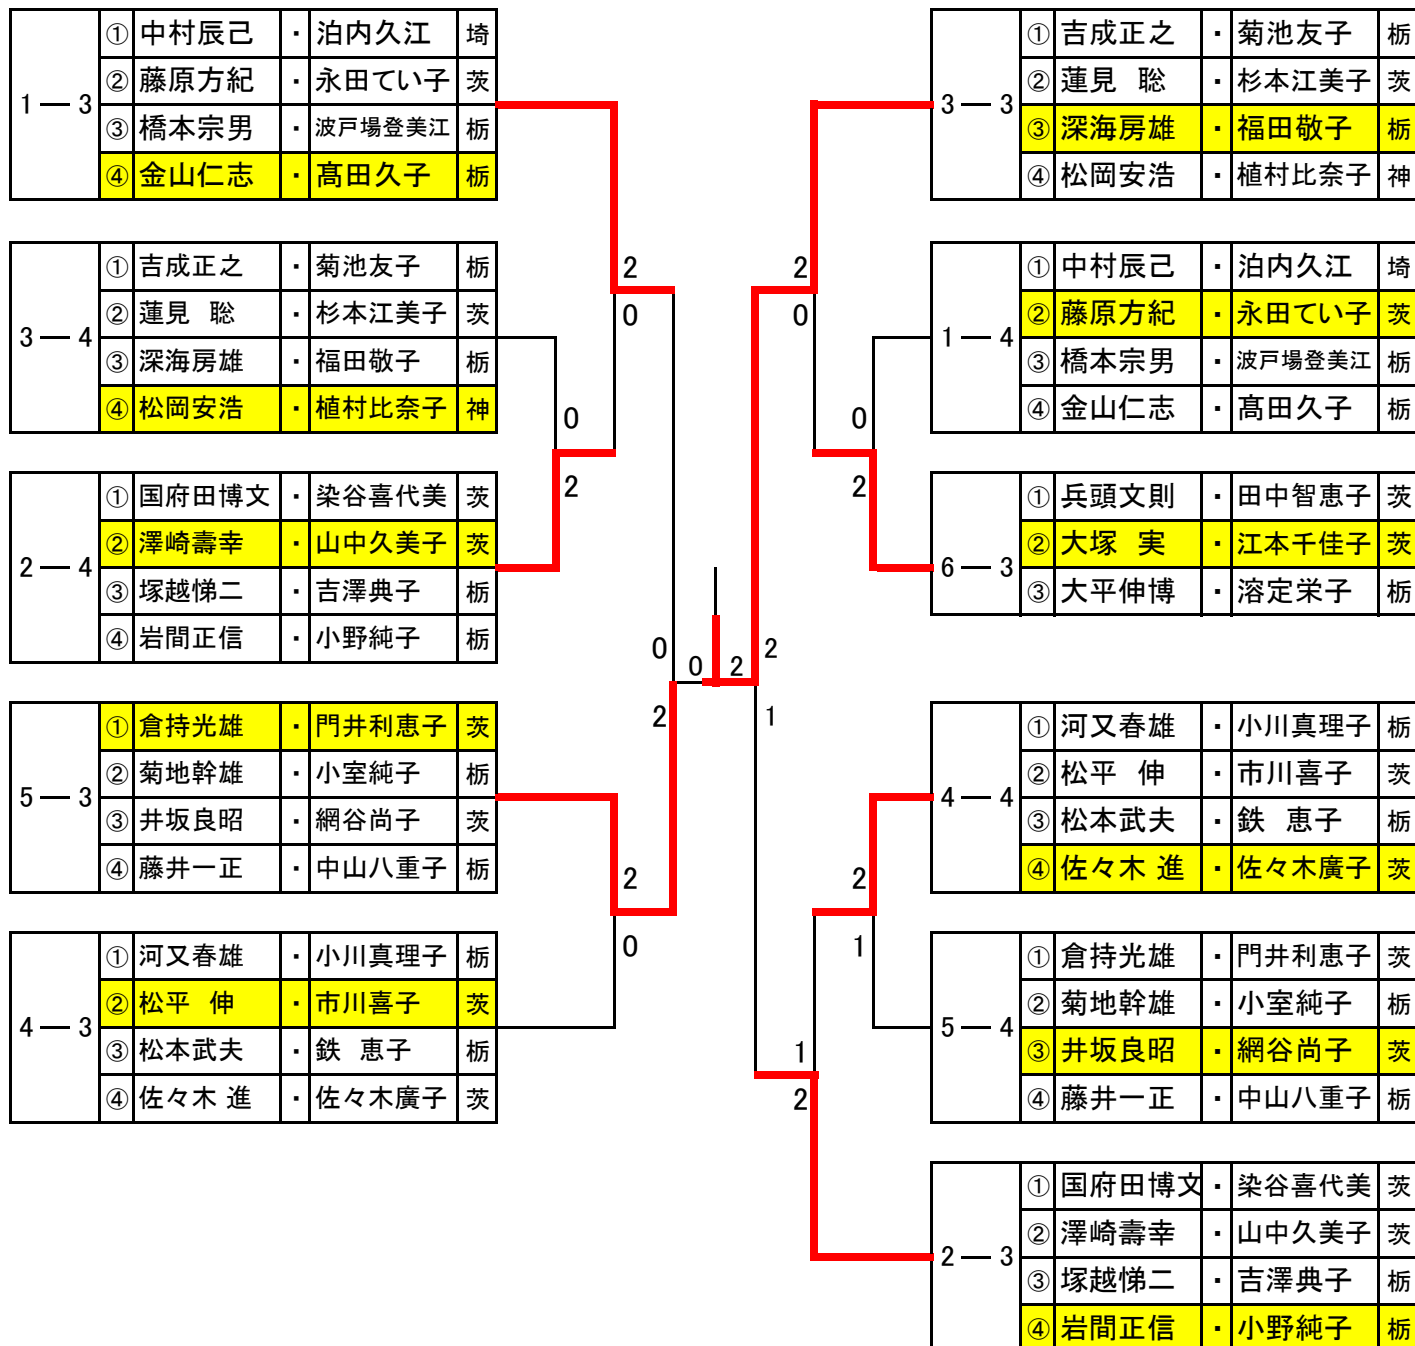 1 — 3
① 中村辰己 ・ 泊内久江 埼
② 藤原方紀 ・ 永田てい子 茨
③ 橋本宗男 ・ 波戸場登美江 栃
④ 金山仁志 ・ 髙田久子 栃
3 — 4
① 吉成正之 ・ 菊池友子 栃
② 蓮見 聡 ・ 杉本江美子 茨
③ 深海房雄 ・ 福田敬子 栃
④ 松岡安浩 ・ 植村比奈子 神
2 — 4
① 国府田博文 ・ 染谷喜代美 茨
② 澤崎壽幸 ・ 山中久美子 茨
③ 塚越悌二 ・ 吉澤典子 栃
④ 岩間正信 ・ 小野純子 栃
5 — 3
① 倉持光雄 ・ 門井利恵子 茨
② 菊地幹雄 ・ 小室純子 栃
③ 井坂良昭 ・ 網谷尚子 茨
④ 藤井一正 ・ 中山八重子 栃
4 — 3
① 河又春雄 ・ 小川真理子 栃
② 松平 伸 ・ 市川喜子 茨
③ 松本武夫 ・ 鉄 恵子 栃
④ 佐々木 進 ・ 佐々木廣子 茨
2
0
0
2
0
2
2
0
0 2
2
1
2
0
0
2
2
1
1
2
3 — 3
① 吉成正之 ・ 菊池友子 栃
② 蓮見 聡 ・ 杉本江美子 茨
③ 深海房雄 ・ 福田敬子 栃
④ 松岡安浩 ・ 植村比奈子 神
1 — 4
① 中村辰己 ・ 泊内久江 埼
② 藤原方紀 ・ 永田てい子 茨
③ 橋本宗男 ・ 波戸場登美江 栃
④ 金山仁志 ・ 髙田久子 栃
6 — 3
① 兵頭文則 ・ 田中智恵子 茨
② 大塚 実 ・ 江本千佳子 茨
③ 大平伸博 ・ 溶定栄子 栃
4 — 4
① 河又春雄 ・ 小川真理子 栃
② 松平 伸 ・ 市川喜子 茨
③ 松本武夫 ・ 鉄 恵子 栃
④ 佐々木 進 ・ 佐々木廣子 茨
5 — 4
① 倉持光雄 ・ 門井利恵子 茨
② 菊地幹雄 ・ 小室純子 栃
③ 井坂良昭 ・ 網谷尚子 茨
④ 藤井一正 ・ 中山八重子 栃
2 — 3
① 国府田博文 ・ 染谷喜代美 茨
② 澤崎壽幸 ・ 山中久美子 茨
③ 塚越悌二 ・ 吉澤典子 栃
④ 岩間正信 ・ 小野純子 栃